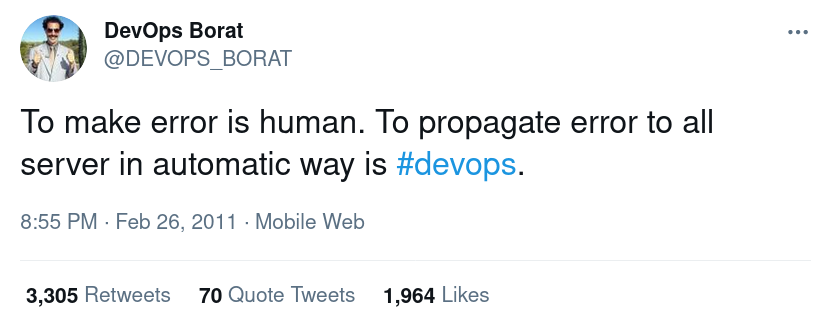 DevOps Borat
@DEVOPS_BORAT
To make error is human. To propagate error to all
server in automatic way is #devops.
8:55 PM · Feb 26, 2011 · Mobile Web
3,305 Retweets 70 Quote Tweets 1,964 Likes